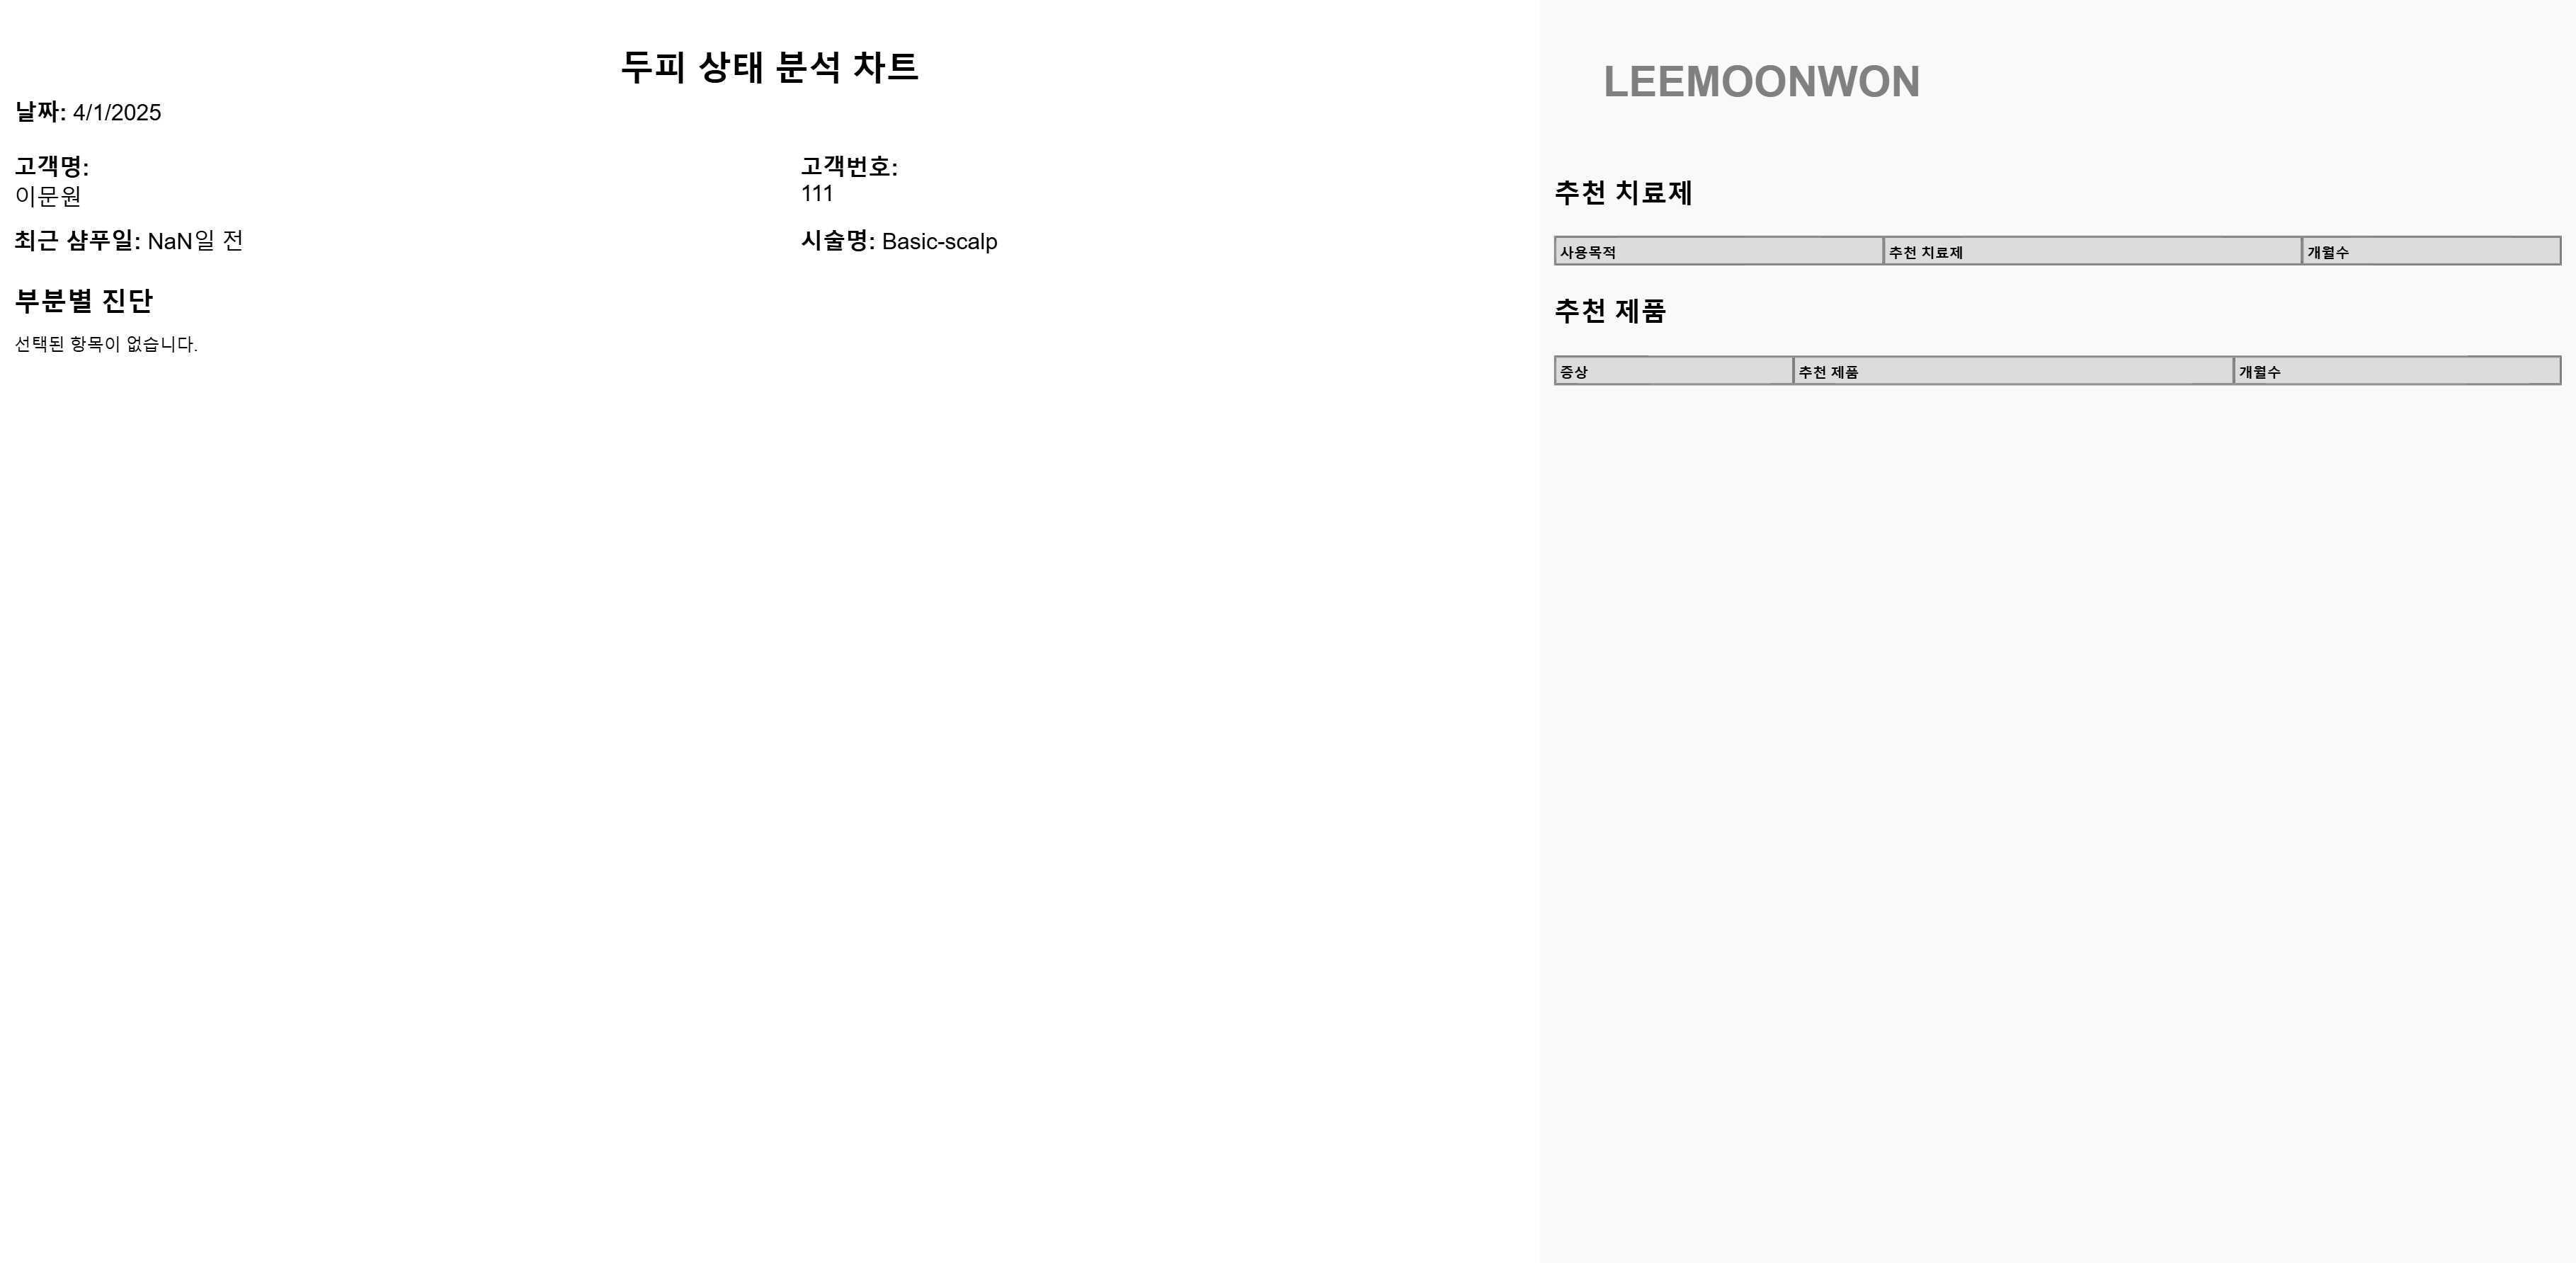 두피 상태 분석 차트
날짜: 4/1/2025
고객명:
이문원
고객번호:
111
최근 샴푸일: NaN일 전
시술명: Basic-scalp
부분별 진단
선택된 항목이 없습니다.
LEEMOONWON
추천 치료제
사용목적 추천 치료제 개월수
추천 제품
증상 추천 제품 개월수